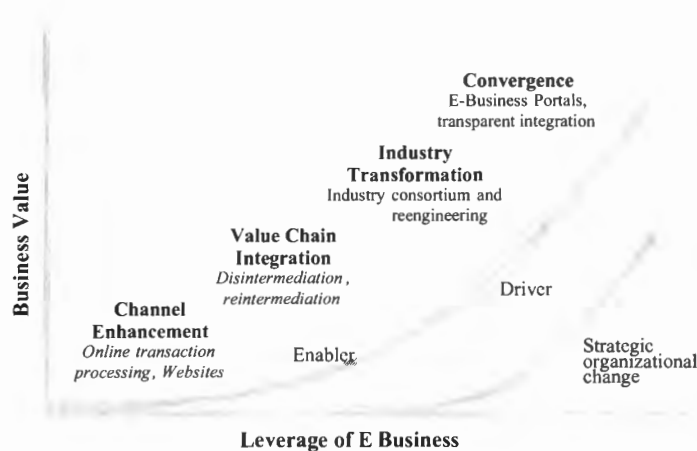 Convergence
E-Business Portals,
transparent integration
Industry
Transformation
Industry consortium and
reengineering
Value Chain
Integration
Disintermediation,
reintermediation
Channel
Enhancement
Online transaction
processing, Websites
Enabler
Driver
Strategic
organizational
change
Business Value
Leverage of E Business